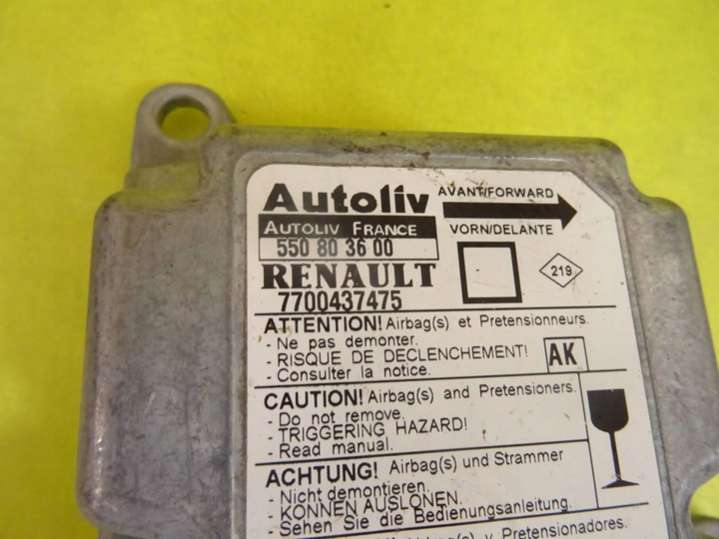 Autoliv
AVANT/FORWARD
AUTOLIV FRANCE
VORN/DELANTE
550 80 36 00
RENAULT
219
7700437475
ATTENTION! Airbag(s) et Pretensionneurs.
- Ne pas demonter.
- RISQUE DE DECLENCHEMENT!
AK
- Consulter la notice.
CAUTION! Airbag(s) and Pretensioners
- Do not remove.
- TRIGGERING HAZARD!
- Read manual.
ACHTUNG! Airbag(s) und Strammer
- Nicht demontieren.
- KONNEN AUSLONEN.
- Sehen Sie die Bedienungsanleitung.
Airbag(s) y Pretensionadores.